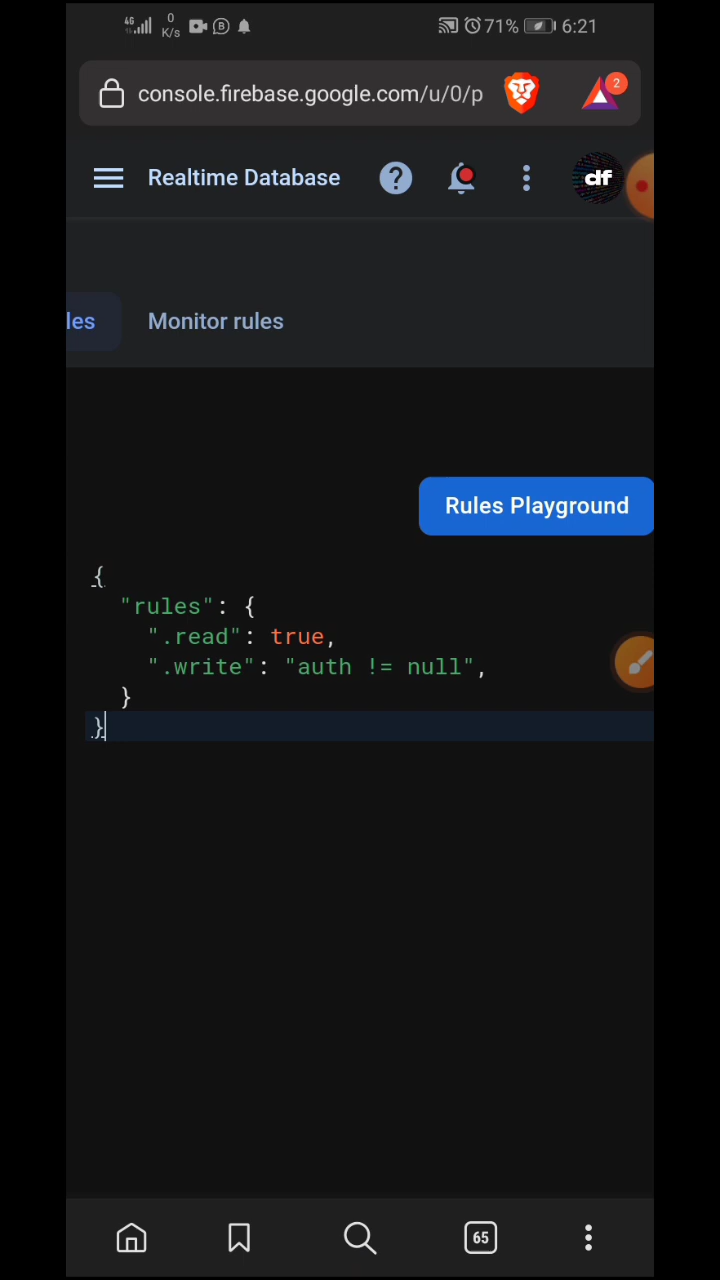 4G 0 K/s B 71% 6:21
console.firebase.google.com/u/0/p 2
Realtime Database ? df
les Monitor rules
Rules Playground
{
"rules": {
".read": true,
".write": "auth != null",
}
}
65